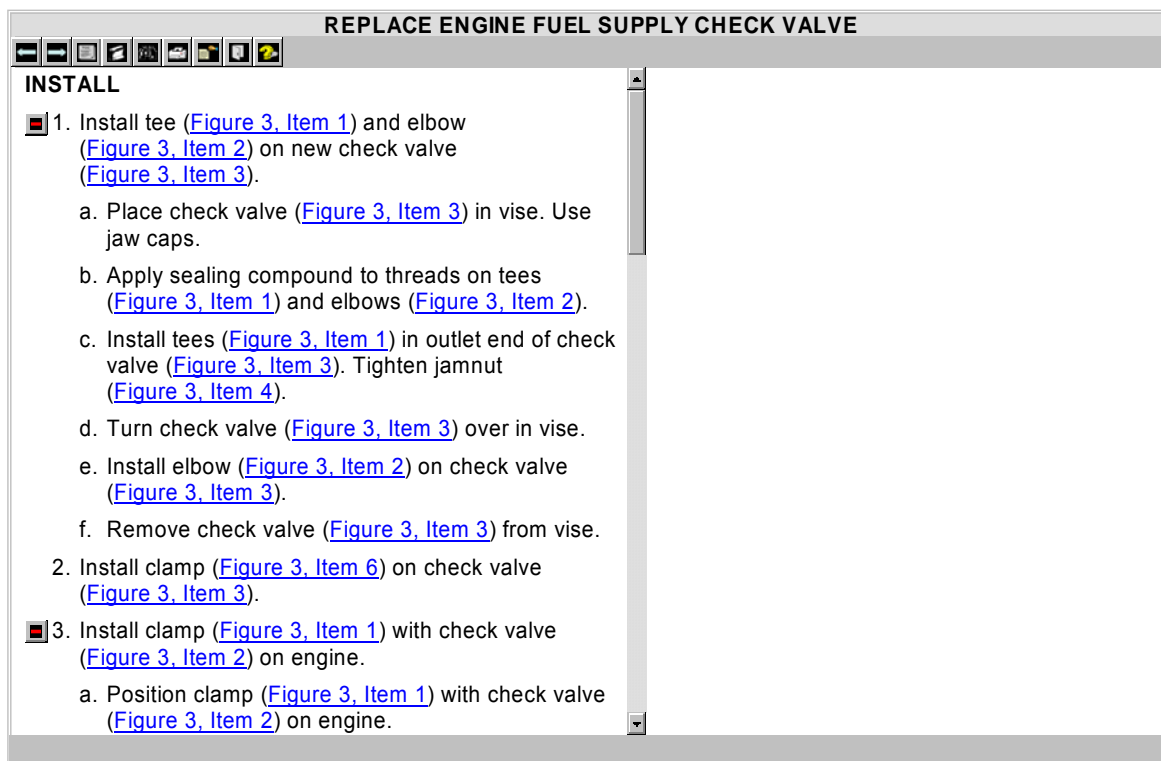 REPLACE ENGINE FUEL SUPPLY CHECK VALVE
INSTALL
1. Install tee (Figure 3, Item 1) and elbow
(Figure 3, Item 2) on new check valve
(Figure 3, Item 3).
a. Place check valve (Figure 3, Item 3) in vise. Use
jaw caps.
b. Apply sealing compound to threads on tees
(Figure 3, Item 1) and elbows (Figure 3, Item 2).
c. Install tees (Figure 3, Item 1) in outlet end of check
valve (Figure 3, Item 3). Tighten jamnut
(Figure 3, Item 4).
d. Turn check valve (Figure 3, Item 3) over in vise.
e. Install elbow (Figure 3, Item 2) on check valve
(Figure 3, Item 3).
f. Remove check valve (Figure 3, Item 3) from vise.
2. Install clamp (Figure 3, Item 6) on check valve
(Figure 3, Item 3).
3. Install clamp (Figure 3, Item 1) with check valve
(Figure 3, Item 2) on engine.
a. Position clamp (Figure 3, Item 1) with check valve
(Figure 3, Item 2) on engine.